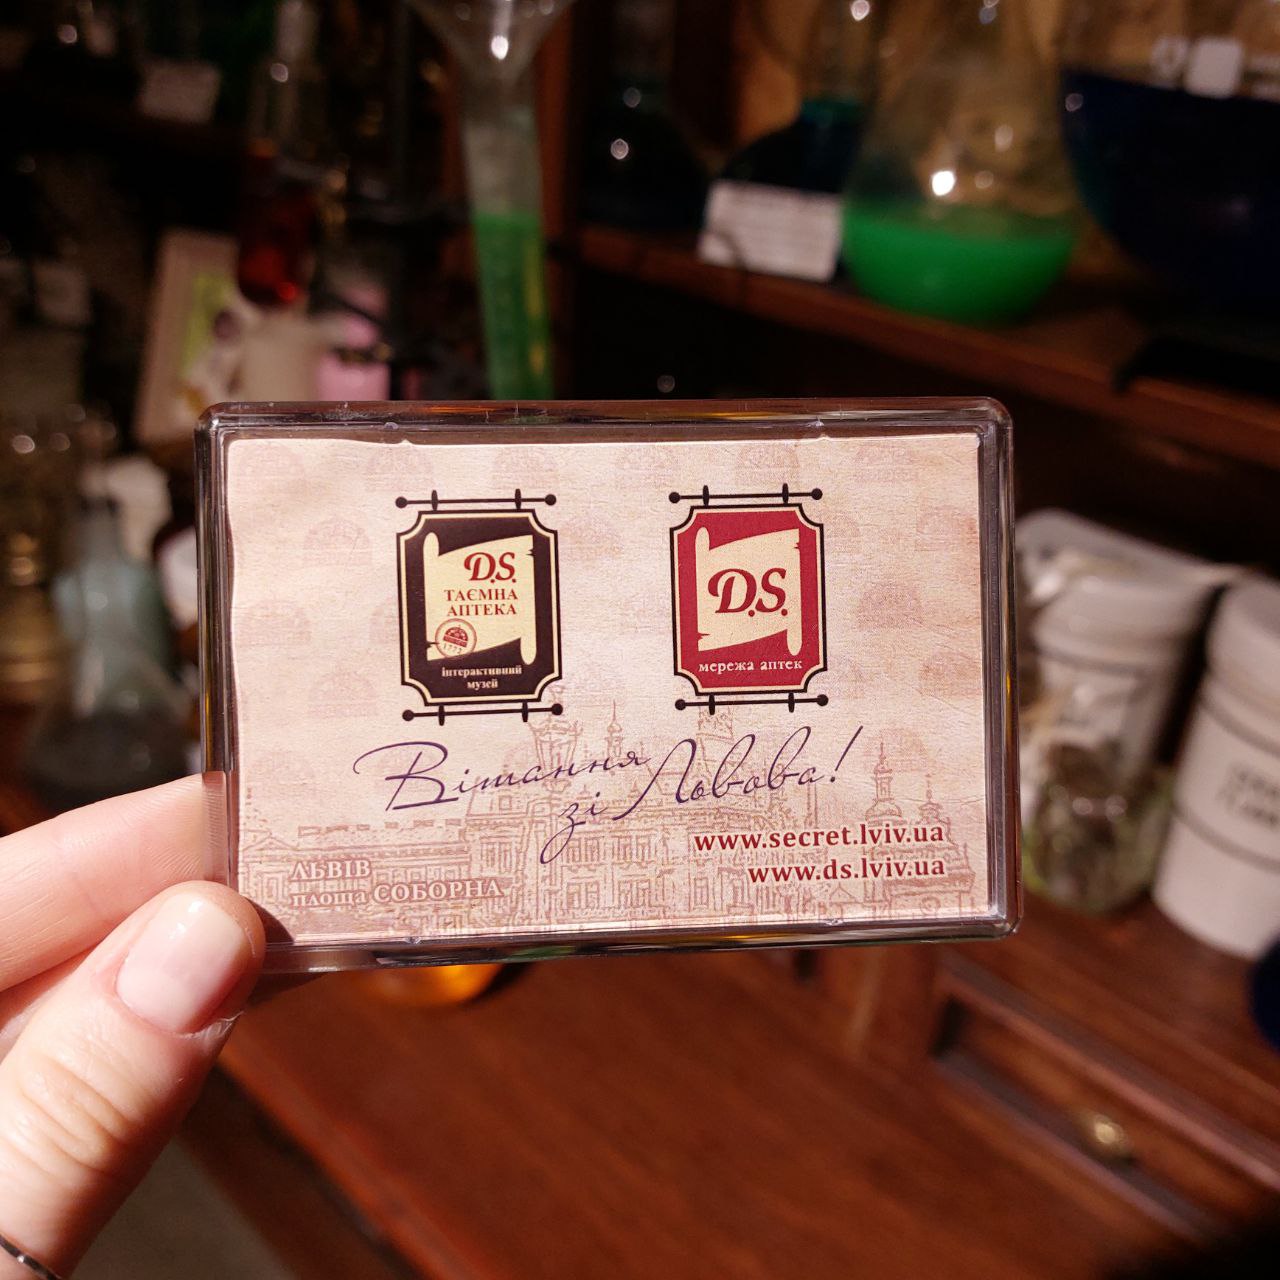 D.S.
ТАЄМНА
АПТЕКА
1772
інтерактивний
музей
D.S.
мережа аптек
Вітання
зі Львова!
www.secret.lviv.ua
www.ds.lviv.ua
ЛЬВІВ
площа СОБОРНА